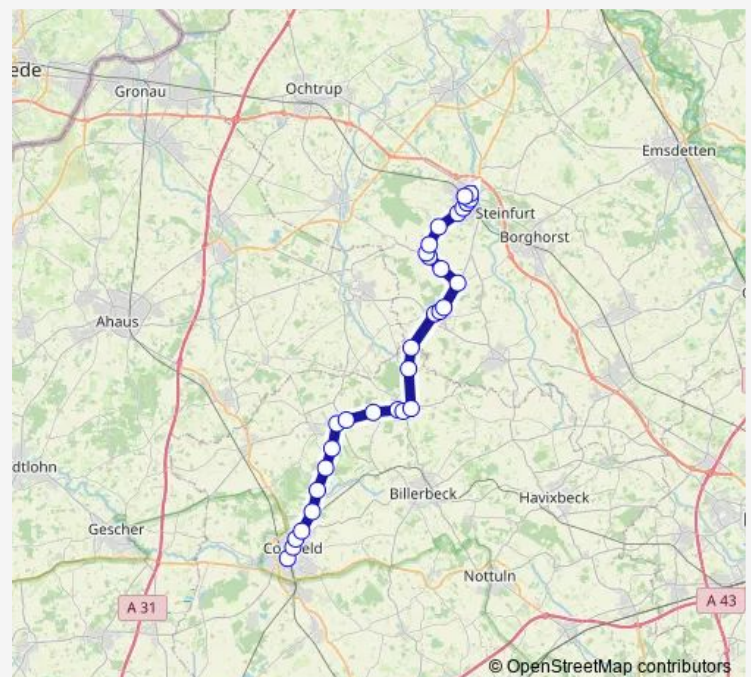 ede
Gronau
Ochtrup
Emsdetten
Steinfurt
Borghorst
Ahaus
dtlohn
Billerbeck
Havixbeck
Gescher
Nottuln
A 31
A 43
© OpenStreetMap contributors